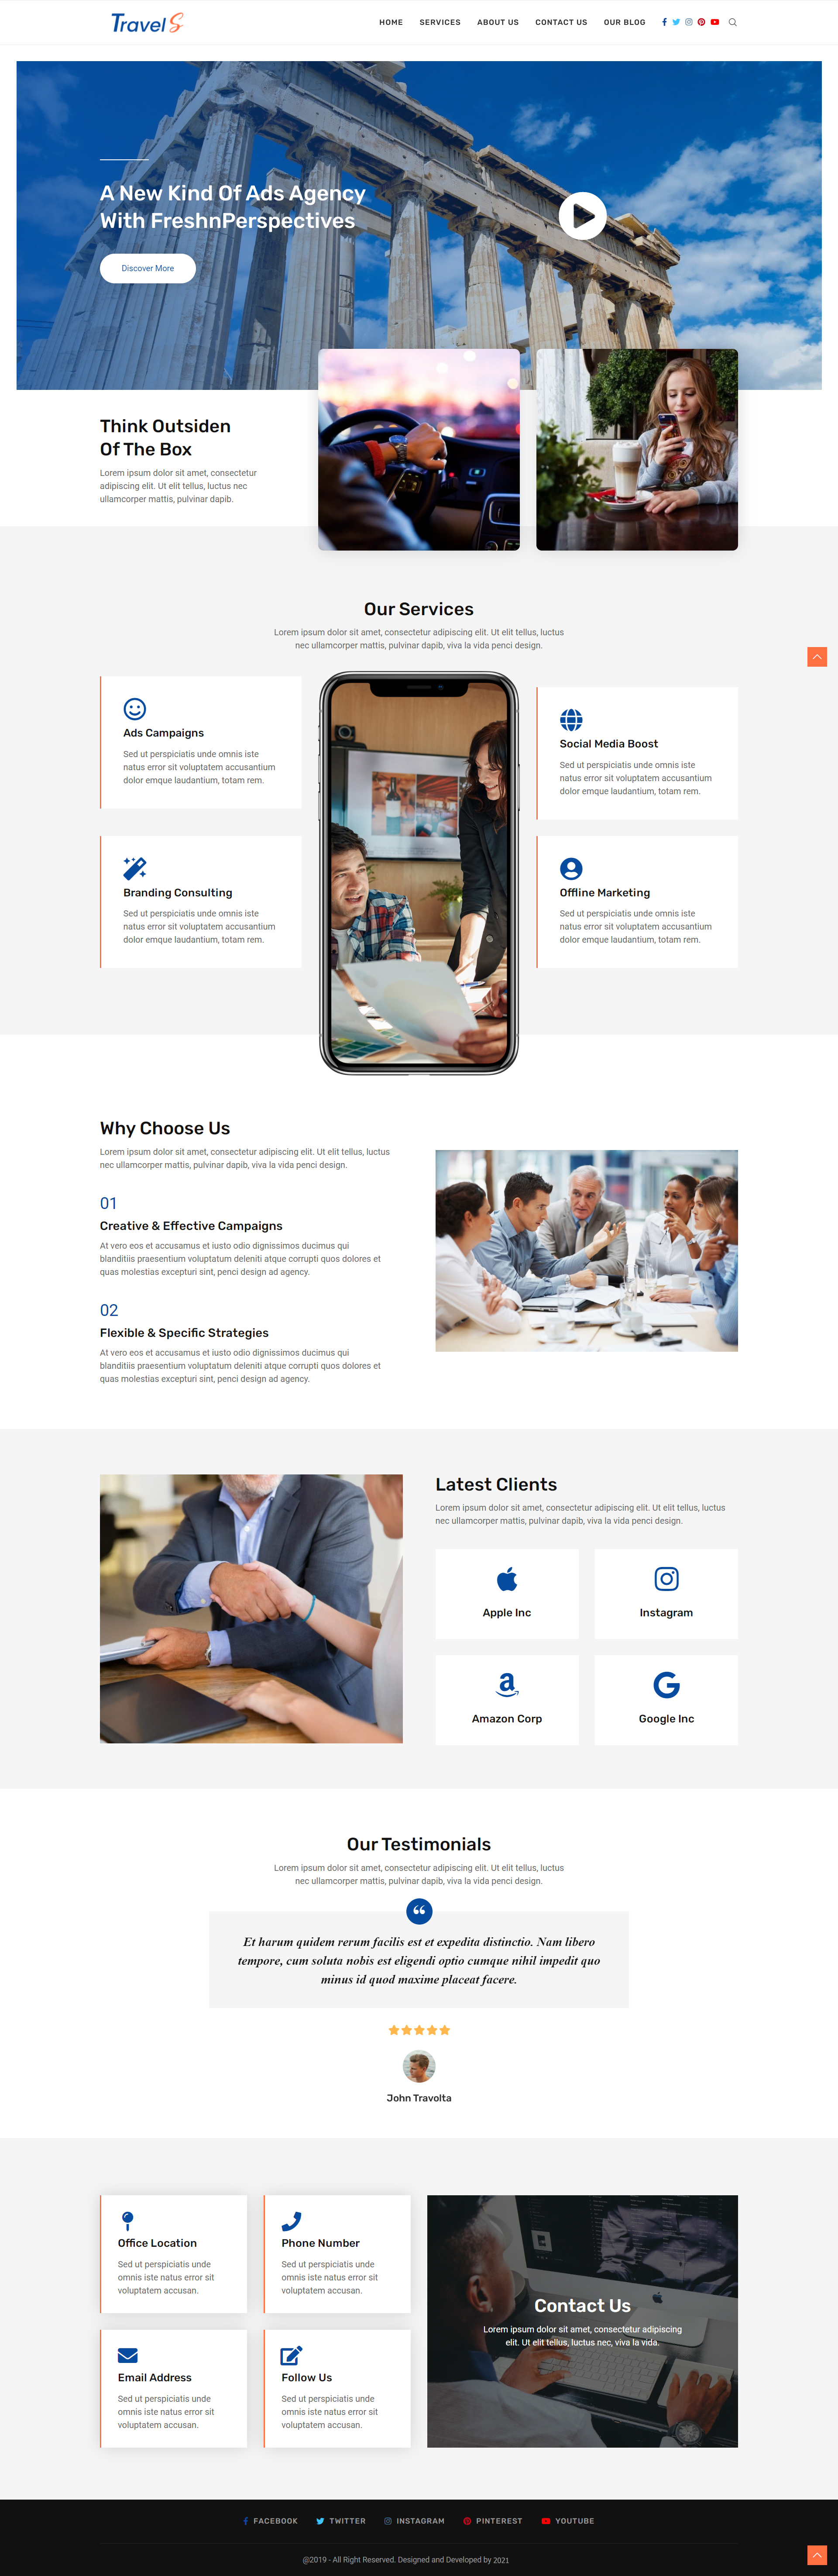 Travel S
HOME SERVICES ABOUT US CONTACT US OUR BLOG
A New Kind Of Ads Agency
With FreshnPerspectives
Discover More
Think Outsiden
Of The Box
Lorem ipsum dolor sit amet, consectetur
adipiscing elit. Ut elit tellus, luctus nec
ullamcorper mattis, pulvinar dapib.
Our Services
Lorem ipsum dolor sit amet, consectetur adipiscing elit. Ut elit tellus, luctus
nec ullamcorper mattis, pulvinar dapib, viva la vida penci design.
Ads Campaigns
Sed ut perspiciatis unde omnis iste
natus error sit voluptatem accusantium
dolor emque laudantium, totam rem.
Social Media Boost
Sed ut perspiciatis unde omnis iste
natus error sit voluptatem accusantium
dolor emque laudantium, totam rem.
Branding Consulting
Sed ut perspiciatis unde omnis iste
natus error sit voluptatem accusantium
dolor emque laudantium, totam rem.
Offline Marketing
Sed ut perspiciatis unde omnis iste
natus error sit voluptatem accusantium
dolor emque laudantium, totam rem.
Why Choose Us
Lorem ipsum dolor sit amet, consectetur adipiscing elit. Ut elit tellus, luctus
nec ullamcorper mattis, pulvinar dapib, viva la vida penci design.
01
Creative & Effective Campaigns
At vero eos et accusamus et iusto odio dignissimos ducimus qui
blanditiis praesentium voluptatum deleniti atque corrupti quos dolores et
quas molestias excepturi sint, penci design ad agency.
02
Flexible & Specific Strategies
At vero eos et accusamus et iusto odio dignissimos ducimus qui
blanditiis praesentium voluptatum deleniti atque corrupti quos dolores et
quas molestias excepturi sint, penci design ad agency.
Latest Clients
Lorem ipsum dolor sit amet, consectetur adipiscing elit. Ut elit tellus, luctus
nec ullamcorper mattis, pulvinar dapib, viva la vida penci design.
Apple Inc
Instagram
Amazon Corp
Google Inc
Our Testimonials
Lorem ipsum dolor sit amet, consectetur adipiscing elit. Ut elit tellus, luctus
nec ullamcorper mattis, pulvinar dapib, viva la vida penci design.
Et harum quidem rerum facilis est et expedita distinctio. Nam libero
tempore, cum soluta nobis est eligendi optio cumque nihil impedit quo
minus id quod maxime placeat facere.
John Travolta
Office Location
Sed ut perspiciatis unde
omnis iste natus error sit
voluptatem accusan.
Phone Number
Sed ut perspiciatis unde
omnis iste natus error sit
voluptatem accusan.
Email Address
Sed ut perspiciatis unde
omnis iste natus error sit
voluptatem accusan.
Follow Us
Sed ut perspiciatis unde
omnis iste natus error sit
voluptatem accusan.
Contact Us
Lorem ipsum dolor sit amet, consectetur adipiscing
elit. Ut elit tellus, luctus nec, viva la vida.
FACEBOOK TWITTER INSTAGRAM PINTEREST YOUTUBE
@2019 - All Right Reserved. Designed and Developed by 2021